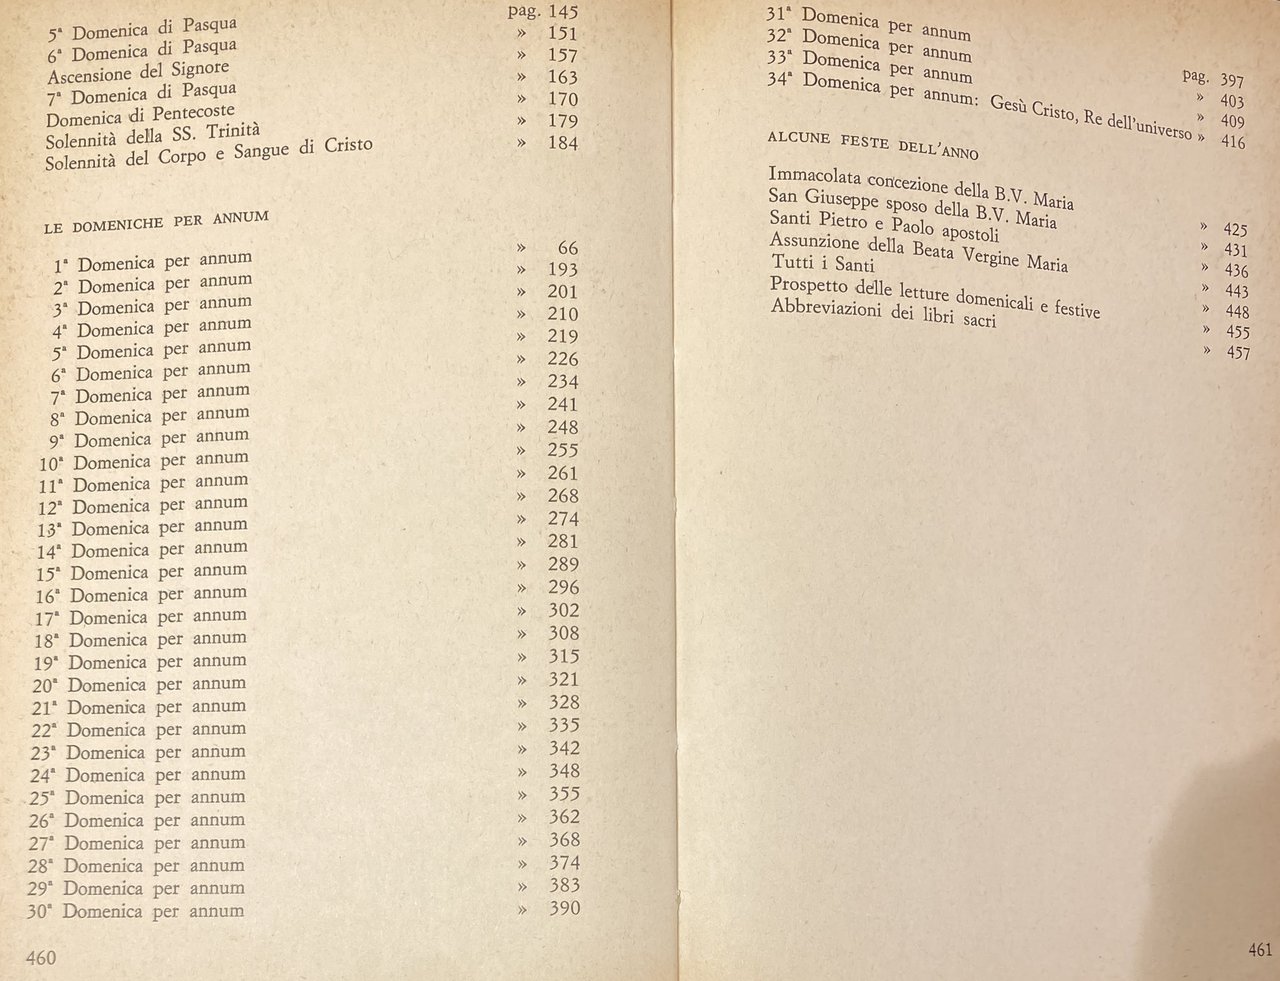 5ª Domenica di Pasqua pag. 145
6ª Domenica di Pasqua » 151
Ascensione del Signore » 157
7ª Domenica di Pasqua » 163
Domenica di Pentecoste » 170
Solennità della SS. Trinità » 179
Solennità del Corpo e Sangue di Cristo » 184
LE DOMENICHE PER ANNUM
1ª Domenica per annum » 66
2ª Domenica per annum » 193
3ª Domenica per annum » 201
4ª Domenica per annum » 210
5ª Domenica per annum » 219
6ª Domenica per annum » 226
7ª Domenica per annum » 234
8ª Domenica per annum » 241
9ª Domenica per annum » 248
10ª Domenica per annum » 255
11ª Domenica per annum » 261
12ª Domenica per annum » 268
13ª Domenica per annum » 274
14ª Domenica per annum » 281
15ª Domenica per annum » 289
16ª Domenica per annum » 296
17ª Domenica per annum » 302
18ª Domenica per annum » 308
19ª Domenica per annum » 315
20ª Domenica per annum » 321
21ª Domenica per annum » 328
22ª Domenica per annum » 335
23ª Domenica per annum » 342
24ª Domenica per annum » 348
25ª Domenica per annum » 355
26ª Domenica per annum » 362
27ª Domenica per annum » 368
28ª Domenica per annum » 374
29ª Domenica per annum » 383
30ª Domenica per annum » 390
460
31ª Domenica per annum pag. 397
32ª Domenica per annum » 403
33ª Domenica per annum » 409
34ª Domenica per annum: Gesù Cristo, Re dell'universo » 416
ALCUNE FESTE DELL'ANNO
Immacolata concezione della B.V. Maria » 425
San Giuseppe sposo della B.V. Maria » 431
Santi Pietro e Paolo apostoli » 436
Assunzione della Beata Vergine Maria » 443
Tutti i Santi » 448
Prospetto delle letture domenicali e festive » 455
Abbreviazioni dei libri sacri » 457
461